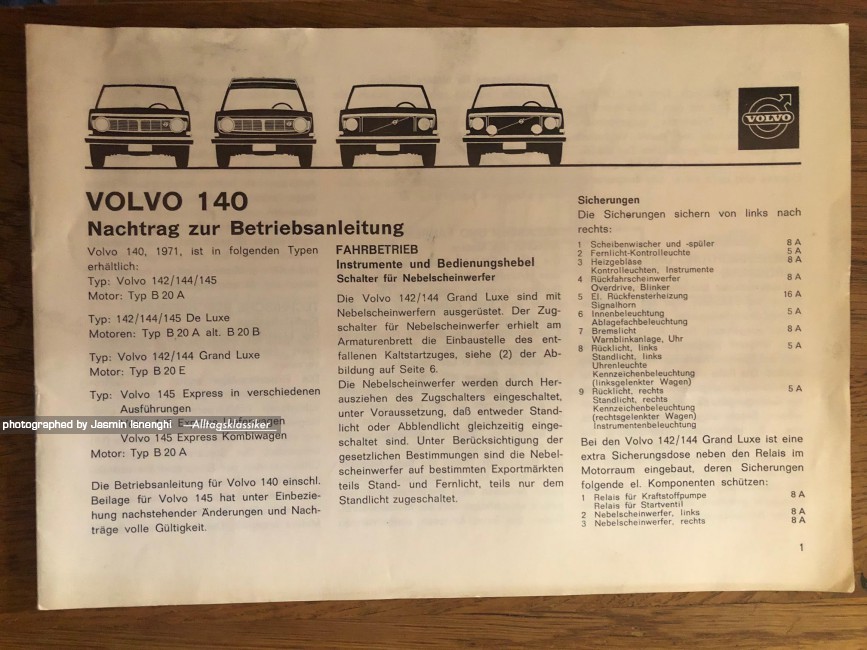 VOLVO
VOLVO 140
Nachtrag zur Betriebsanleitung
Volvo 140, 1971, ist in folgenden Typen
erhältlich:
Typ: Volvo 142/144/145
Motor: Typ B 20 A
Typ: 142/144/145 De Luxe
Motoren: Typ B 20 A alt. B 20 B
Typ: Volvo 142/144 Grand Luxe
Motor: Typ B 20 E
Typ: Volvo 145 Express in verschiedenen
Ausführungen
photographed by Jasmin Isnenghi —Alltagsklassiker
Volvo 145 Express Kombiwagen
Motor: Typ B 20 A
Die Betriebsanleitung für Volvo 140 einschl.
Beilage für Volvo 145 hat unter Einbezie-
hung nachstehender Änderungen und Nach-
träge volle Gültigkeit.
FAHRBETRIEB
Instrumente und Bedienungshebel
Schalter für Nebelscheinwerfer
Die Volvo 142/144 Grand Luxe sind mit
Nebelscheinwerfern ausgerüstet. Der Zug-
schalter für Nebelscheinwerfer erhielt am
Armaturenbrett die Einbaustelle des ent-
fallenen Kaltstartzuges, siehe (2) der Ab-
bildung auf Seite 6.
Die Nebelscheinwerfer werden durch Her-
ausziehen des Zugschalters eingeschaltet,
unter Voraussetzung, daß entweder Stand-
licht oder Abblendlicht gleichzeitig einge-
schaltet sind. Unter Berücksichtigung der
gesetzlichen Bestimmungen sind die Nebel-
scheinwerfer auf bestimmten Exportmärkten
teils Stand- und Fernlicht, teils nur dem
Standlicht zugeschaltet.
Sicherungen
Die Sicherungen sichern von links nach
rechts:
1 Scheibenwischer und -spüler 8 A
2 Fernlicht-Kontrolleuchte 5 A
3 Heizgebläse 8 A
Kontrolleuchten, Instrumente
4 Rückfahrscheinwerfer 8 A
Overdrive, Blinker
5 El. Rückfensterheizung 16 A
Signalhorn
6 Innenbeleuchtung 5 A
Ablagefachbeleuchtung
7 Bremslicht 8 A
Warnblinkanlage, Uhr
8 Rücklicht, links 5 A
Standlicht, links
Uhrenleuchte
Kennzeichenbeleuchtung
(linksgelenkter Wagen)
9 Rücklicht, rechts 5 A
Standlicht, rechts
Kennzeichenbeleuchtung
(rechtsgelenkter Wagen)
Instrumentenbeleuchtung
Bei den Volvo 142/144 Grand Luxe ist eine
extra Sicherungsdose neben den Relais im
Motorraum eingebaut, deren Sicherungen
folgende el. Komponenten schützen:
1 Relais für Kraftstoffpumpe 8 A
Relais für Startventil
2 Nebelscheinwerfer, links 8 A
3 Nebelscheinwerfer, rechts 8 A
1